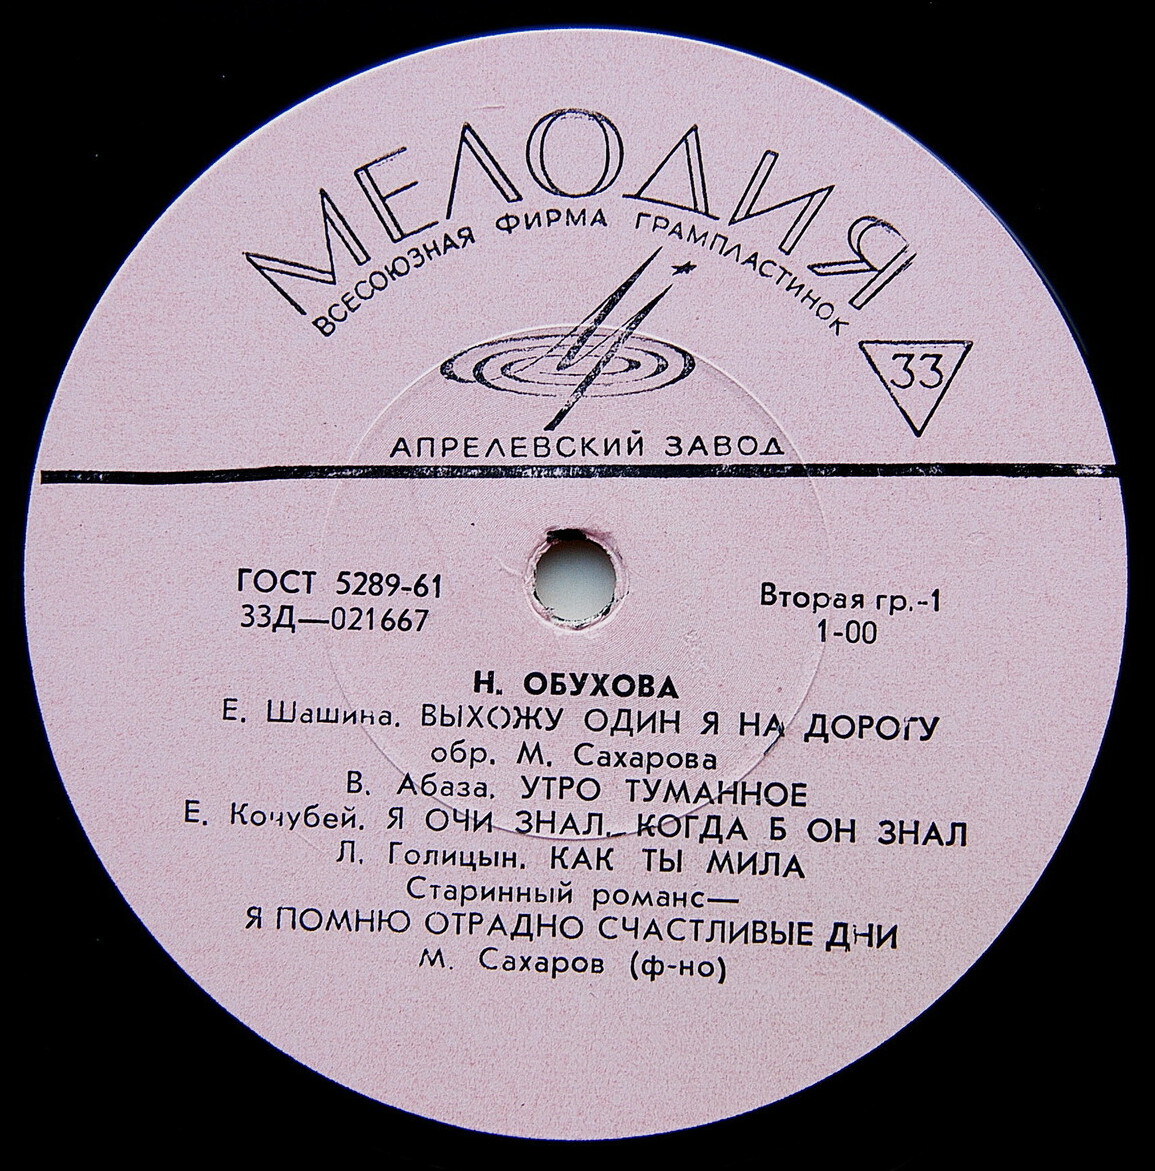 МЕЛОДИЯ
ВСЕСОЮЗНАЯ ФИРМА ГРАМПЛАСТИНОК
33
АПРЕЛЕВСКИЙ ЗАВОД
ГОСТ 5289-61
33Д—021667
Вторая гр.-1
1-00
Н. ОБУХОВА
Е. Шашина. ВЫХОЖУ ОДИН Я НА ДОРОГУ
обр. М. Сахарова
В. Абаза. УТРО ТУМАННОЕ
Е. Кочубей. Я ОЧИ ЗНАЛ.- КОГДА Б ОН ЗНАЛ
Л. Голицын. КАК ТЫ МИЛА
Старинный романс—
Я ПОМНЮ ОТРАДНО СЧАСТЛИВЫЕ ДНИ
М. Сахаров (ф-но)